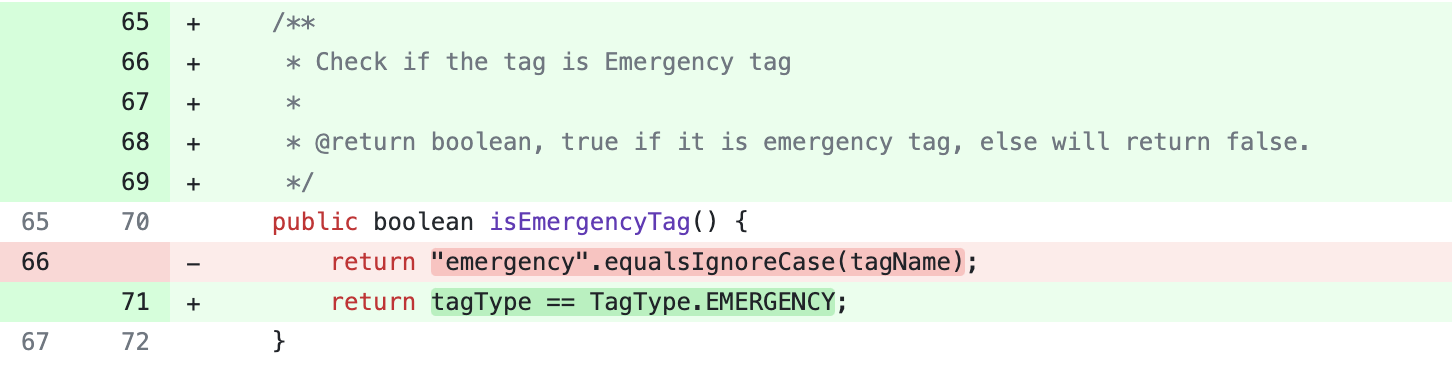 65 + /**
66 + * Check if the tag is Emergency tag
67 + *
68 + * @return boolean, true if it is emergency tag, else will return false.
69 + */
65 70 public boolean isEmergencyTag() {
66 − return "emergency".equalsIgnoreCase(tagName);
71 + return tagType == TagType.EMERGENCY;
67 72 }